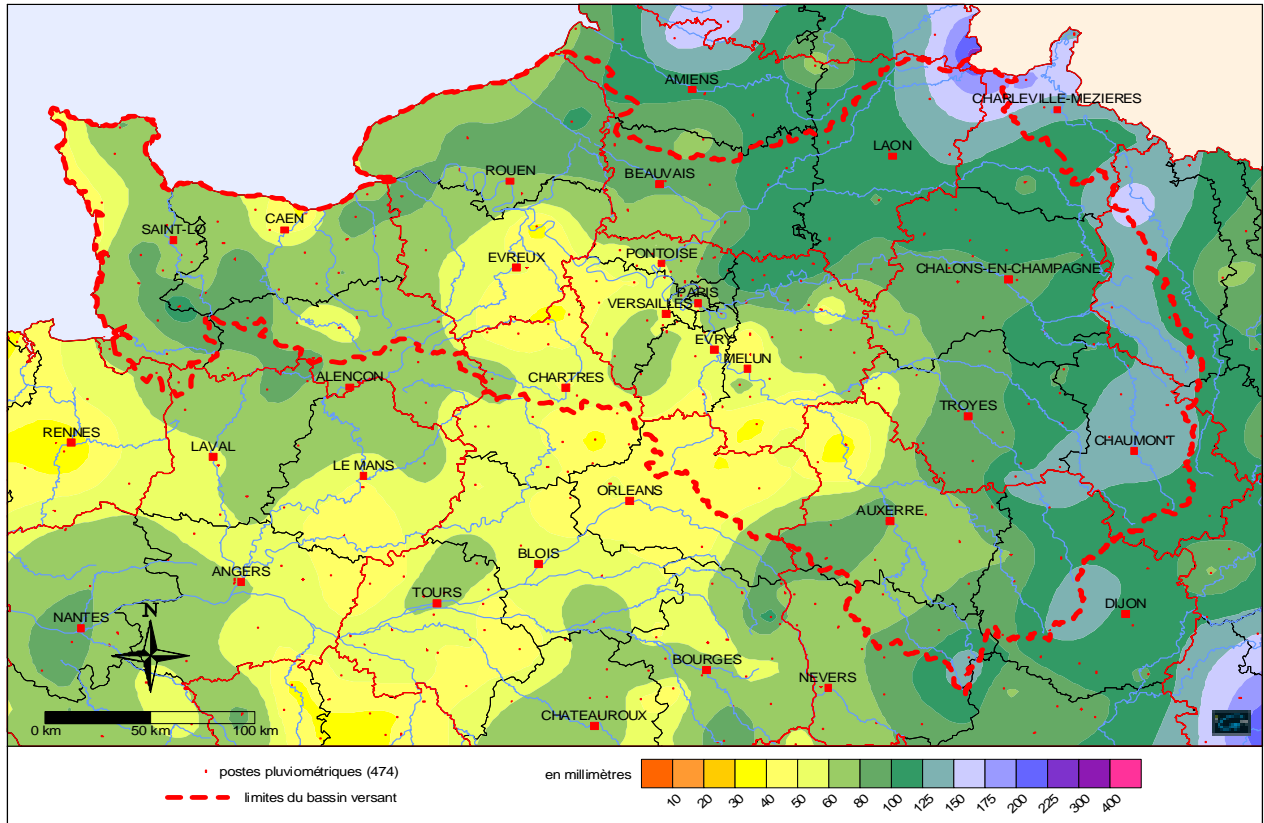 AMIENS
CHARLEVILLE-MEZIERES
LAON
ROUEN
BEAUVAIS
SAINT-LO
CAEN
EVREUX
PONTOISE
CHALONS-EN-CHAMPAGNE
PARIS
VERSAILLES
EVRY
MELUN
ALENÇON
CHARTRES
TROYES
RENNES
LAVAL
CHAUMONT
LE MANS
ORLEANS
AUXERRE
BLOIS
ANGERS
TOURS
DIJON
NANTES
N
BOURGES
NEVERS
CHATEAUROUX
0 km 50 km 100 km
postes pluviométriques (474)
limites du bassin versant
en millimètres
10 20 30 40 50 60 80 100 125 150 175 200 225 300 400